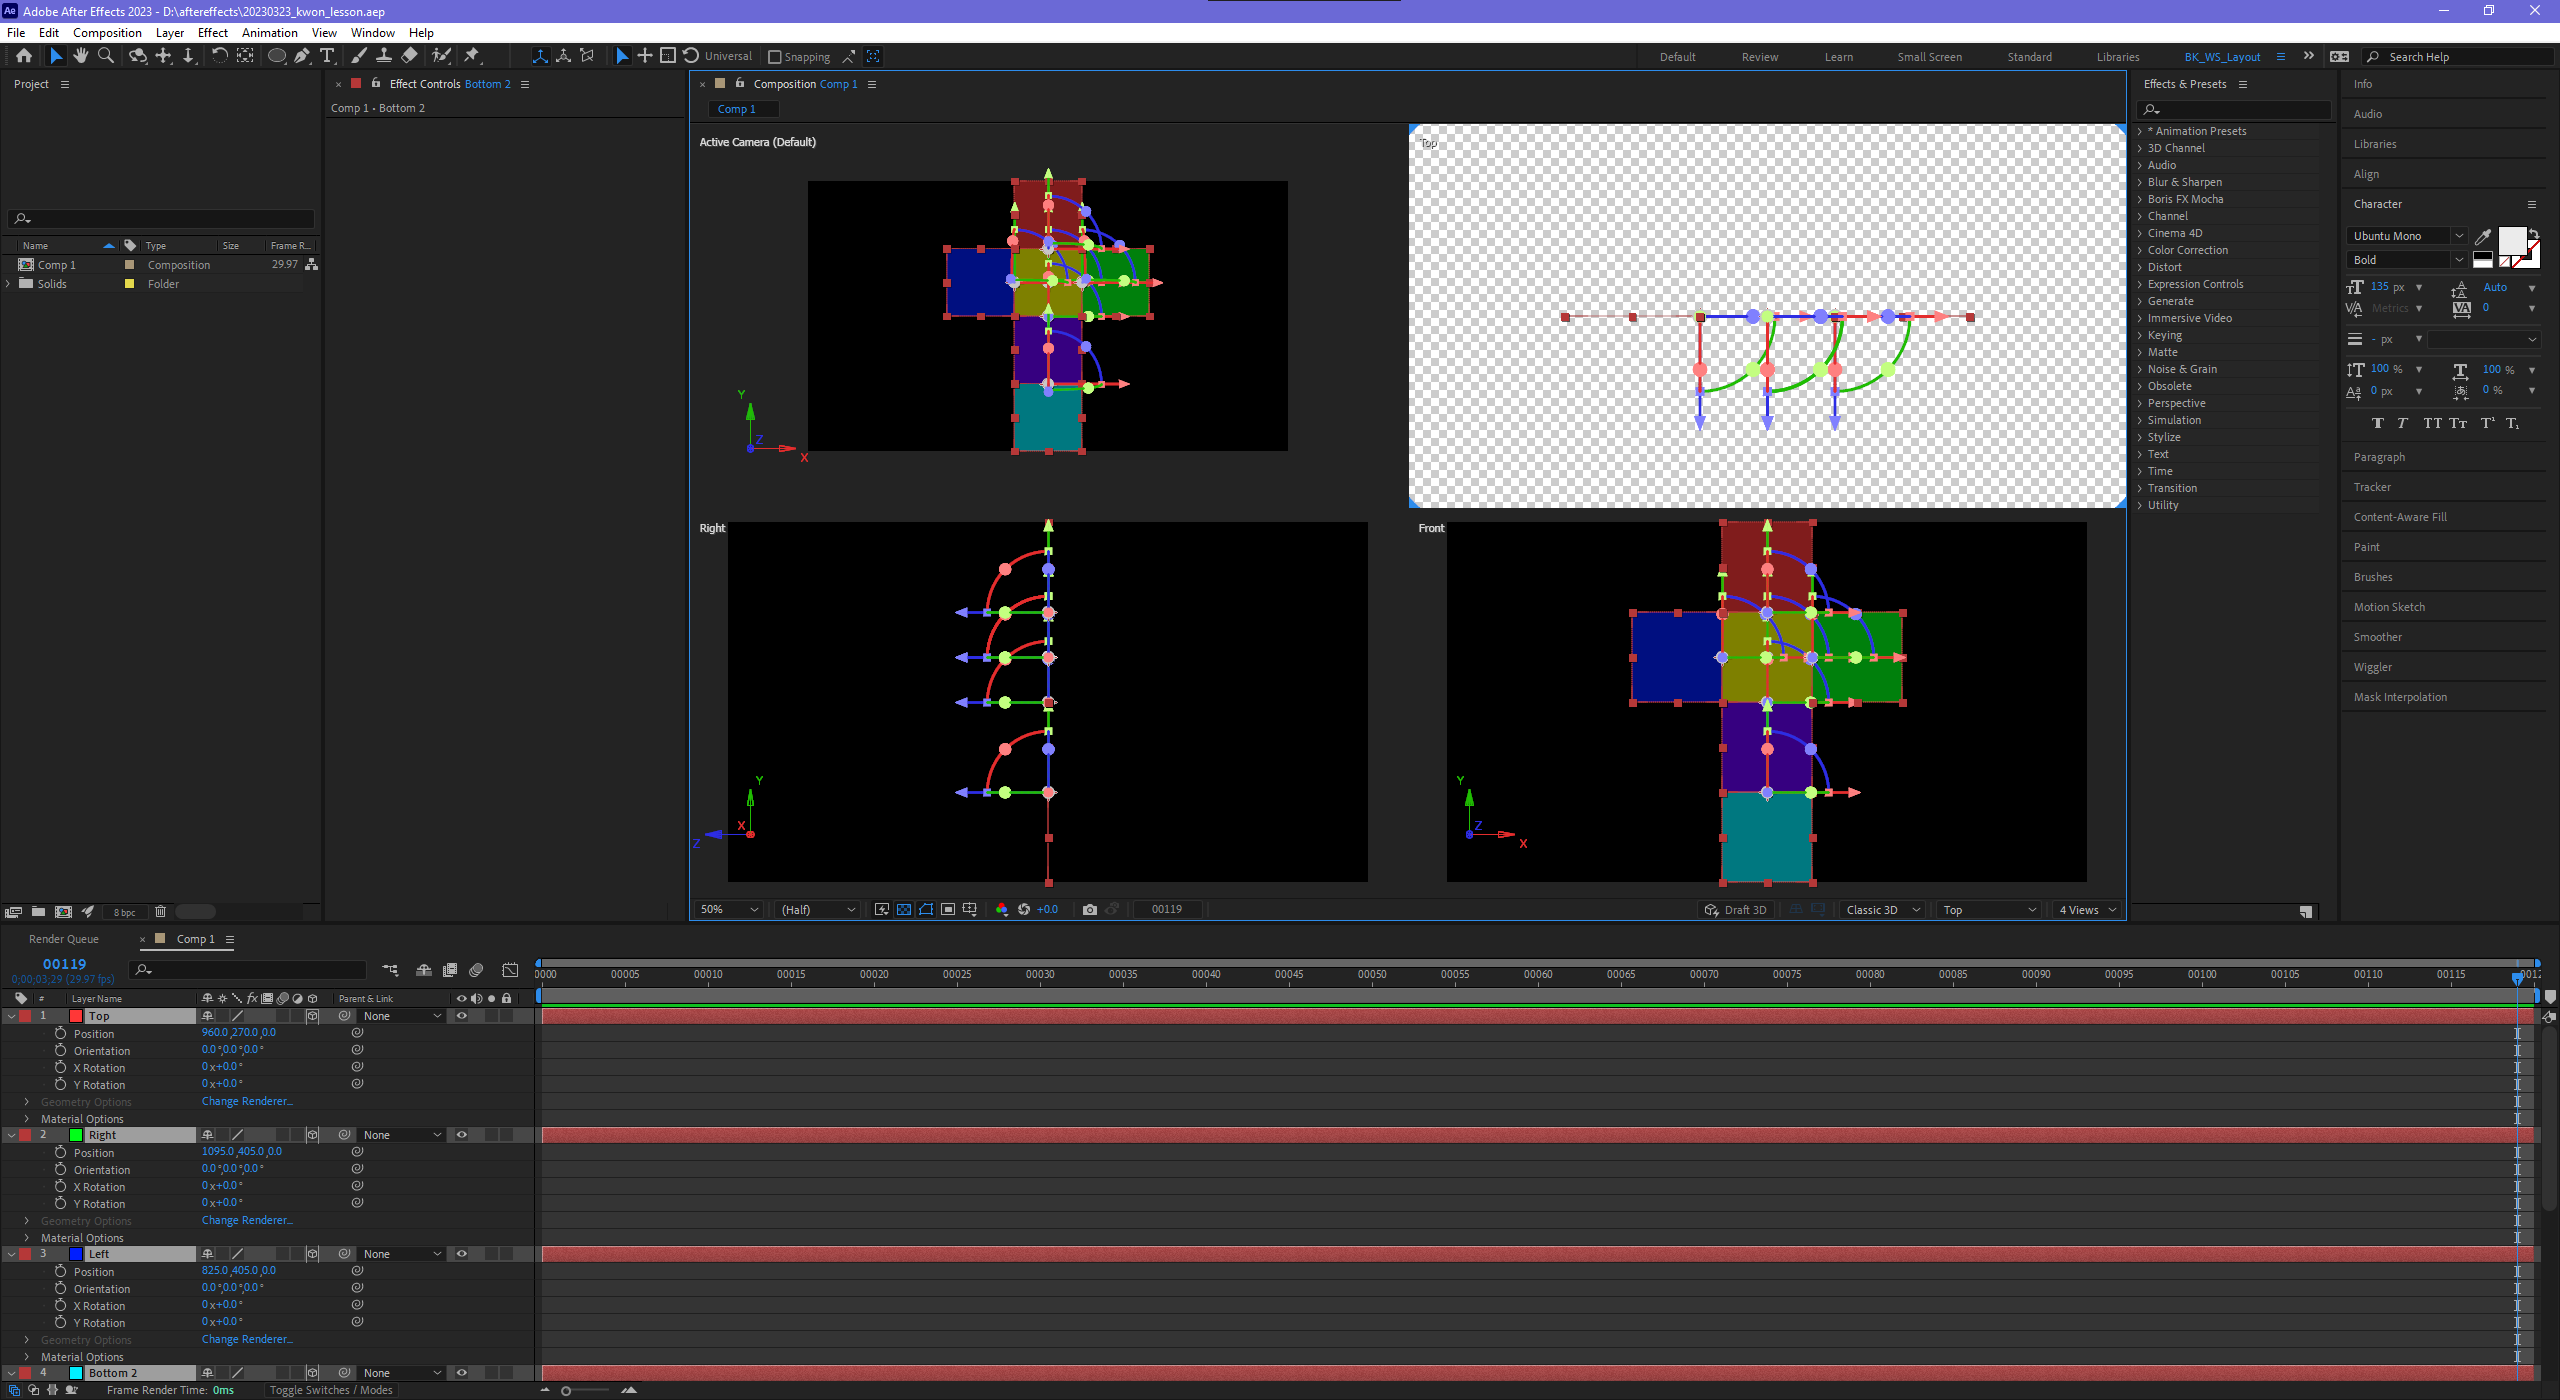 Adobe After Effects 2023 - D:\aftereffects\20230323_kwon_lesson.aep
File Edit Composition Layer Effect Animation View Window Help
Universal Snapping Default Review Learn Small Screen Standard Libraries BK_WS_Layout Search Help
Project
Name Type Size Frame R...
Comp 1 Composition 29.97
Solids Folder
8 bpc
Effect Controls Bottom 2
Comp 1 • Bottom 2
Composition Comp 1
Comp 1
Active Camera (Default)
Top
Y
Z
X
Right
Front
Y
X
Z
Y
Z
X
50% (Half) +0.0 00119 Draft 3D Classic 3D Top 4 Views
Effects & Presets
* Animation Presets
3D Channel
Audio
Blur & Sharpen
Boris FX Mocha
Channel
Cinema 4D
Color Correction
Distort
Expression Controls
Generate
Immersive Video
Keying
Matte
Noise & Grain
Obsolete
Perspective
Simulation
Stylize
Text
Time
Transition
Utility
Info
Audio
Libraries
Align
Character
Ubuntu Mono
Bold
135 px Auto
Metrics 0
- px
100 % 100 %
0 px 0 %
Paragraph
Tracker
Content-Aware Fill
Paint
Brushes
Motion Sketch
Smoother
Wiggler
Mask Interpolation
Render Queue Comp 1
00119
0;00;03;29 (29.97 fps)
0000 00005 00010 00015 00020 00025 00030 00035 00040 00045 00050 00055 00060 00065 00070 00075 00080 00085 00090 00095 00100 00105 00110 00115 0012
# Layer Name Parent & Link
1 Top None
Position 960.0,270.0,0.0
Orientation 0.0°,0.0°,0.0°
X Rotation 0x+0.0°
Y Rotation 0x+0.0°
Geometry Options Change Renderer...
Material Options
2 Right None
Position 1095.0,405.0,0.0
Orientation 0.0°,0.0°,0.0°
X Rotation 0x+0.0°
Y Rotation 0x+0.0°
Geometry Options Change Renderer...
Material Options
3 Left None
Position 825.0,405.0,0.0
Orientation 0.0°,0.0°,0.0°
X Rotation 0x+0.0°
Y Rotation 0x+0.0°
Geometry Options Change Renderer...
Material Options
4 Bottom 2 None
Frame Render Time: 0ms Toggle Switches / Modes